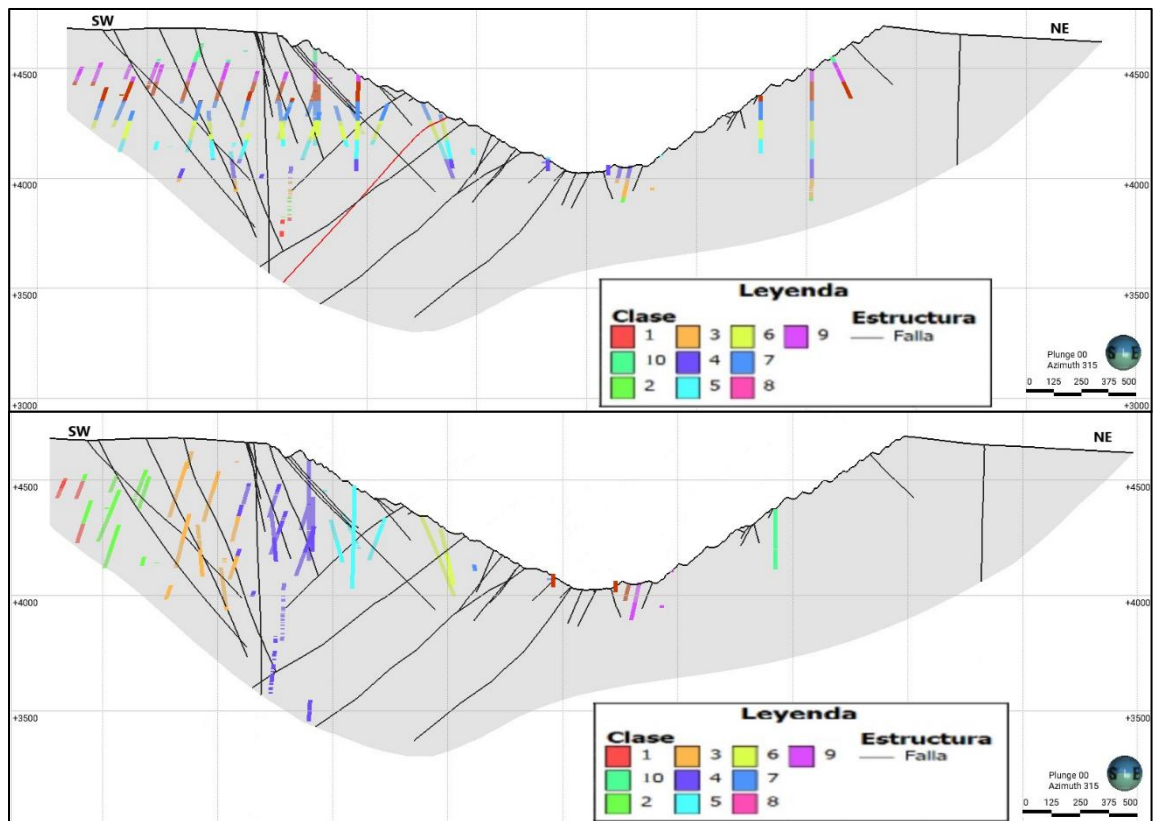 SW
NE
+4500
+4500
+4000
+4000
+3500
+3500
+3000
+3000
Leyenda
Clase
Estructura
1
3
6
9
Falla
10
4
7
2
5
8
Plunge 00
Azimuth 315
S
E
0 125 250 375 500
SW
NE
+4500
+4500
+4000
+4000
+3500
+3500
Leyenda
Clase
Estructura
1
3
6
9
Falla
10
4
7
2
5
8
Plunge 00
Azimuth 315
S
E
0 125 250 375 500